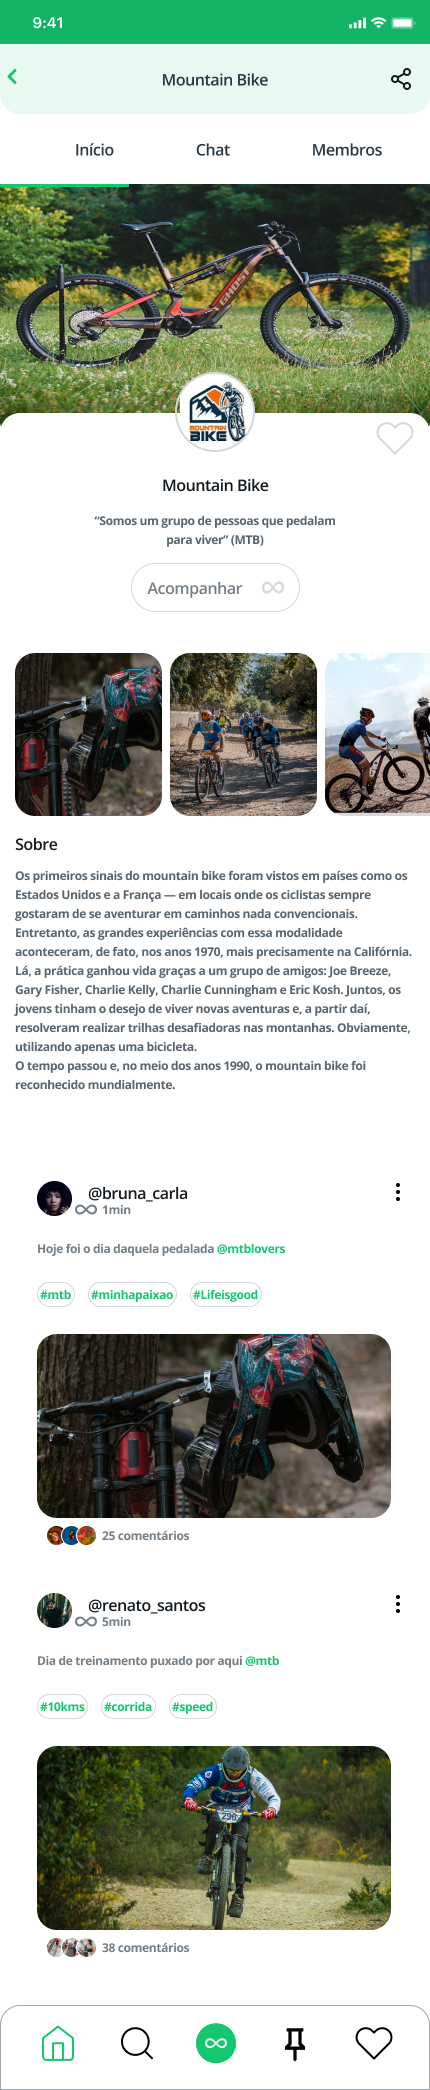 9:41
Mountain Bike
Início
Chat
Membros
GHOST
MOUNTAIN
BIKE
Mountain Bike
“Somos um grupo de pessoas que pedalam
para viver” (MTB)
Acompanhar
Sobre
Os primeiros sinais do mountain bike foram vistos em países como os
Estados Unidos e a França — em locais onde os ciclistas sempre
gostaram de se aventurar em caminhos nada convencionais.
Entretanto, as grandes experiências com essa modalidade
aconteceram, de fato, nos anos 1970, mais precisamente na Califórnia.
Lá, a prática ganhou vida graças a um grupo de amigos: Joe Breeze,
Gary Fisher, Charlie Kelly, Charlie Cunningham e Eric Kosh. Juntos, os
jovens tinham o desejo de viver novas aventuras e, a partir daí,
resolveram realizar trilhas desafiadoras nas montanhas. Obviamente,
utilizando apenas uma bicicleta.
O tempo passou e, no meio dos anos 1990, o mountain bike foi
reconhecido mundialmente.
@bruna_carla
1min
Hoje foi o dia daquela pedalada @mtblovers
#mtb #minhapaixao #Lifeisgood
25 comentários
@renato_santos
5min
Dia de treinamento puxado por aqui @mtb
#10kms #corrida #speed
38 comentários